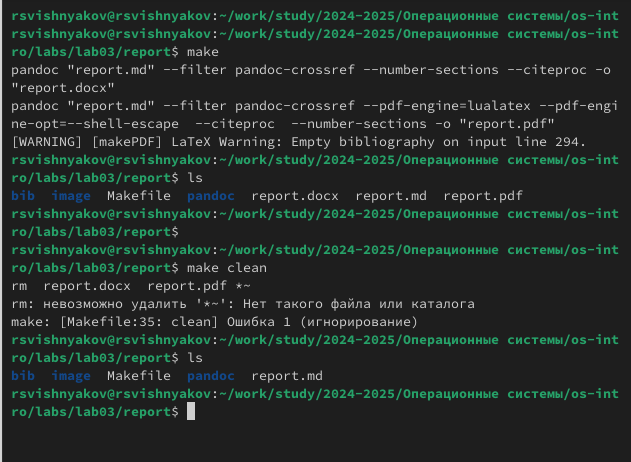 rsvishnyakov@rsvishnyakov:~/work/study/2024-2025/Операционные системы/os-int
rsvishnyakov@rsvishnyakov:~/work/study/2024-2025/Операционные системы/os-int
ro/labs/lab03/report$ make
pandoc "report.md" --filter pandoc-crossref --number-sections --citeproc -o
"report.docx"
pandoc "report.md" --filter pandoc-crossref --pdf-engine=lualatex --pdf-engi
ne-opt=--shell-escape  --citeproc  --number-sections -o "report.pdf"
[WARNING] [makePDF] LaTeX Warning: Empty bibliography on input line 294.
rsvishnyakov@rsvishnyakov:~/work/study/2024-2025/Операционные системы/os-int
ro/labs/lab03/report$ ls
bib  image  Makefile  pandoc  report.docx  report.md  report.pdf
rsvishnyakov@rsvishnyakov:~/work/study/2024-2025/Операционные системы/os-int
ro/labs/lab03/report$
rsvishnyakov@rsvishnyakov:~/work/study/2024-2025/Операционные системы/os-int
ro/labs/lab03/report$ make clean
rm  report.docx  report.pdf *~
rm: невозможно удалить '*~': Нет такого файла или каталога
make: [Makefile:35: clean] Ошибка 1 (игнорирование)
rsvishnyakov@rsvishnyakov:~/work/study/2024-2025/Операционные системы/os-int
ro/labs/lab03/report$ ls
bib  image  Makefile  pandoc  report.md
rsvishnyakov@rsvishnyakov:~/work/study/2024-2025/Операционные системы/os-int
ro/labs/lab03/report$